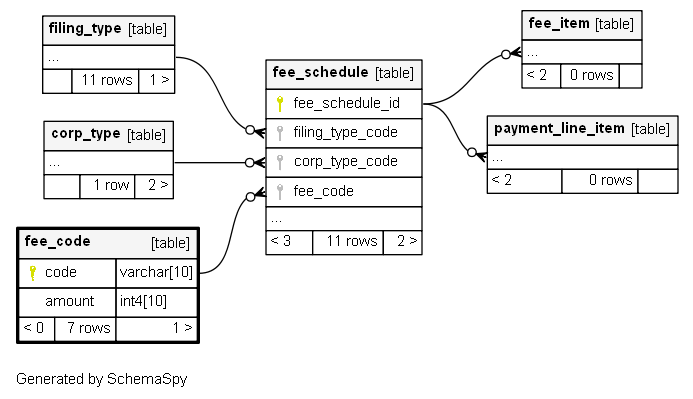 filing_type [table]
...
11 rows 1 >
corp_type [table]
...
1 row 2 >
fee_code [table]
code varchar[10]
amount int4[10]
< 0 7 rows 1 >
fee_schedule [table]
fee_schedule_id
filing_type_code
corp_type_code
fee_code
...
< 3 11 rows 2 >
fee_item [table]
...
< 2 0 rows
payment_line_item [table]
...
< 2 0 rows
Generated by SchemaSpy